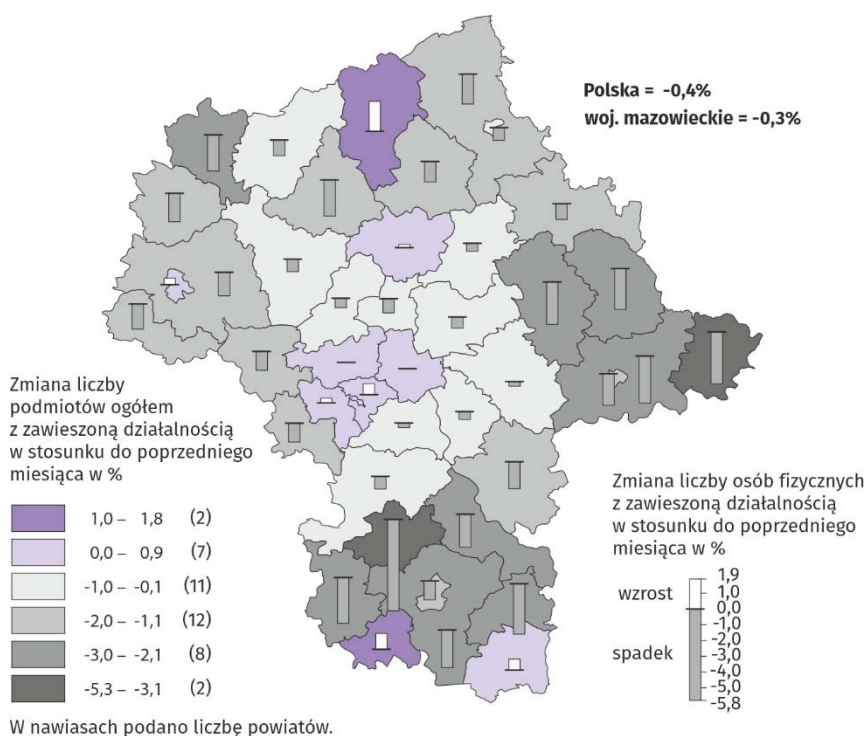 Polska = -0,4%
woj. mazowieckie = -0,3%
Zmiana liczby
podmiotów ogółem
z zawieszoną działalnością
w stosunku do poprzedniego
miesiąca w %
1,0 – 1,8 (2)
0,0 – 0,9 (7)
-1,0 – -0,1 (11)
-2,0 – -1,1 (12)
-3,0 – -2,1 (8)
-5,3 – -3,1 (2)
W nawiasach podano liczbę powiatów.
Zmiana liczby osób fizycznych
z zawieszoną działalnością
w stosunku do poprzedniego
miesiąca w %
wzrost
spadek
1,9
1,0
0,0
-1,0
-2,0
-3,0
-4,0
-5,0
-5,8